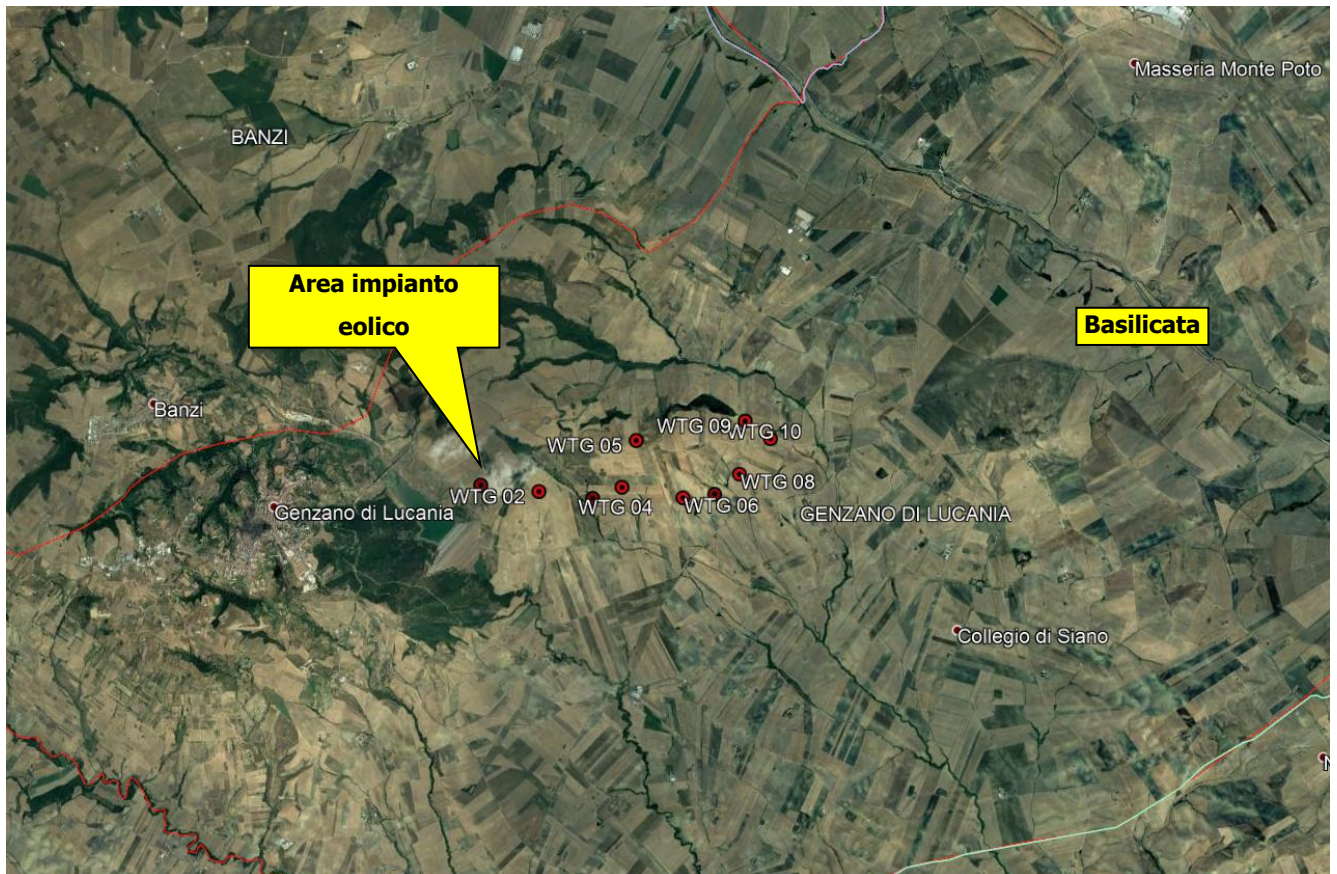 Masseria Monte Poto
BANZI
Area impianto
eolico
Basilicata
Banzi
WTG 09
WTG 10
WTG 05
WTG 08
WTG 02
WTG 04
WTG 06
Genzano di Lucania
GENZANO DI LUCANIA
Collegio di Siano
N